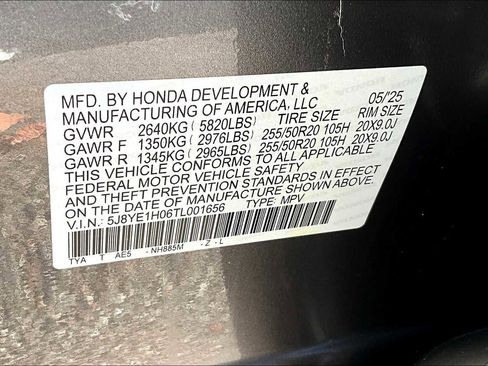 MFD. BY HONDA DEVELOPMENT &
MANUFACTURING OF AMERICA, LLC 05/'25
GVWR 2640KG (5820LBS) TIRE SIZE RIM SIZE
GAWR F 1350KG (2976LBS) 255/50R20 105H 20X9.0J
GAWR R 1345KG (2965LBS) 255/50R20 105H 20X9.0J
THIS VEHICLE CONFORMS TO ALL APPLICABLE
FEDERAL MOTOR VEHICLE SAFETY
AND THEFT PREVENTION STANDARDS IN EFFECT
ON THE DATE OF MANUFACTURE SHOWN ABOVE.
V.I.N.: 5J8YE1H06TL001656 TYPE: MPV
TYA T AE5 - NH885M - Z - L